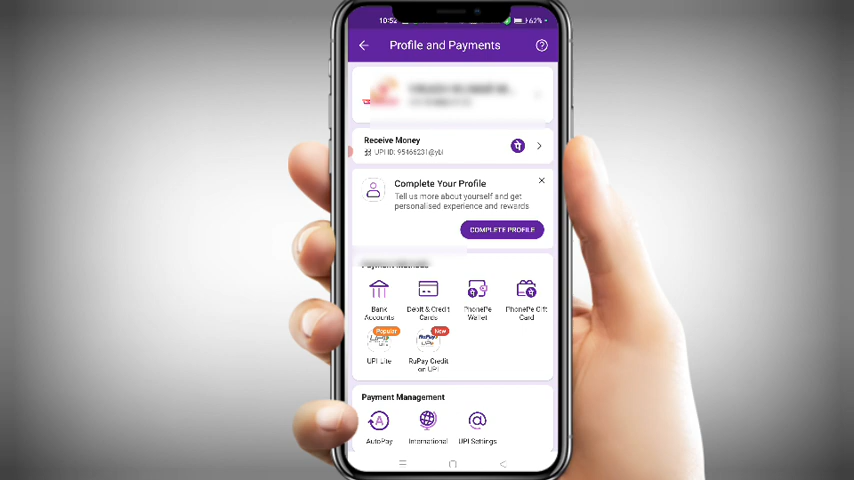 10:52
62%
Profile and Payments
Receive Money
UPI ID: 95466231@ybl
Complete Your Profile
Tell us more about yourself and get
personalised experience and rewards
COMPLETE PROFILE
Bank
Accounts
Debit & Credit
Cards
PhonePe
Wallet
PhonePe Gift
Card
Popular
UPI Lite
New
RuPay Credit
on UPI
Payment Management
AutoPay
International
UPI Settings